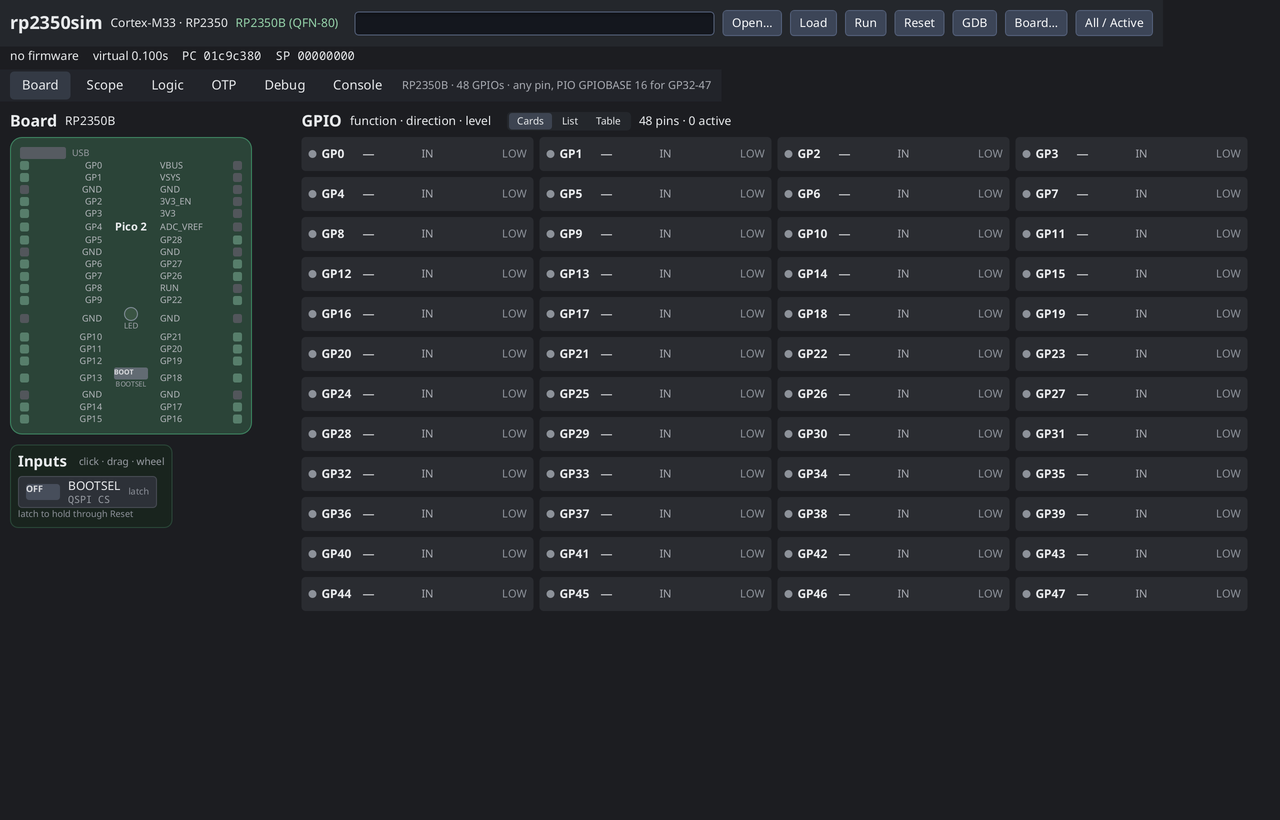 rp2350sim Cortex-M33 · RP2350 RP2350B (QFN-80) Open... Load Run Reset GDB Board... All / Active
no firmware virtual 0.100s PC 01c9c380 SP 00000000
Board Scope Logic OTP Debug Console RP2350B · 48 GPIOs · any pin, PIO GPIOBASE 16 for GP32-47
Board RP2350B
USB
GP0 VBUS
GP1 VSYS
GND GND
GP2 3V3_EN
GP3 3V3
GP4 Pico 2 ADC_VREF
GP5 GP28
GND GND
GP6 GP27
GP7 GP26
GP8 RUN
GP9 GP22
GND GND
LED
GP10 GP21
GP11 GP20
GP12 GP19
BOOT
GP13 GP18
BOOTSEL
GND GND
GP14 GP17
GP15 GP16
Inputs click · drag · wheel
OFF BOOTSEL latch
QSPI CS
latch to hold through Reset
GPIO function · direction · level Cards List Table 48 pins · 0 active
GP0 — IN LOW GP1 — IN LOW GP2 — IN LOW GP3 — IN LOW
GP4 — IN LOW GP5 — IN LOW GP6 — IN LOW GP7 — IN LOW
GP8 — IN LOW GP9 — IN LOW GP10 — IN LOW GP11 — IN LOW
GP12 — IN LOW GP13 — IN LOW GP14 — IN LOW GP15 — IN LOW
GP16 — IN LOW GP17 — IN LOW GP18 — IN LOW GP19 — IN LOW
GP20 — IN LOW GP21 — IN LOW GP22 — IN LOW GP23 — IN LOW
GP24 — IN LOW GP25 — IN LOW GP26 — IN LOW GP27 — IN LOW
GP28 — IN LOW GP29 — IN LOW GP30 — IN LOW GP31 — IN LOW
GP32 — IN LOW GP33 — IN LOW GP34 — IN LOW GP35 — IN LOW
GP36 — IN LOW GP37 — IN LOW GP38 — IN LOW GP39 — IN LOW
GP40 — IN LOW GP41 — IN LOW GP42 — IN LOW GP43 — IN LOW
GP44 — IN LOW GP45 — IN LOW GP46 — IN LOW GP47 — IN LOW